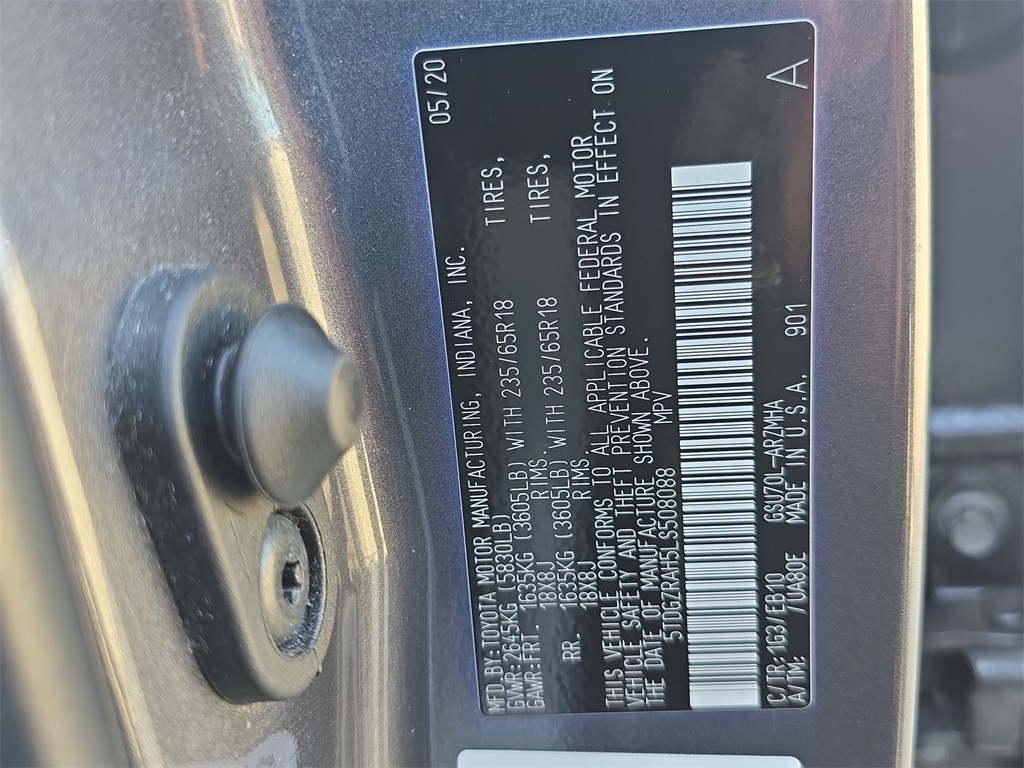 MFD.BY:TOYOTA MOTOR MANUFACTURING, INDIANA, INC. 05/20
GVWR:2645KG(5830LB)
GAWR:FRT. 1635KG(3605LB)WITH 235/65R18 TIRES,
18X8J RIMS.
RR. 1635KG(3605LB)WITH 235/65R18 TIRES,
18X8J RIMS.
THIS VEHICLE CONFORMS TO ALL APPLICABLE FEDERAL MOTOR
VEHICLE SAFETY AND THEFT PREVENTION STANDARDS IN EFFECT ON
THE DATE OF MANUFACTURE SHOWN ABOVE.
5TDGZRAH5LS508088 MPV
C/TR:1G3/EB10 GSU70L-ARZMHA
A/TM: /UA80E MADE IN U.S.A. 901
A